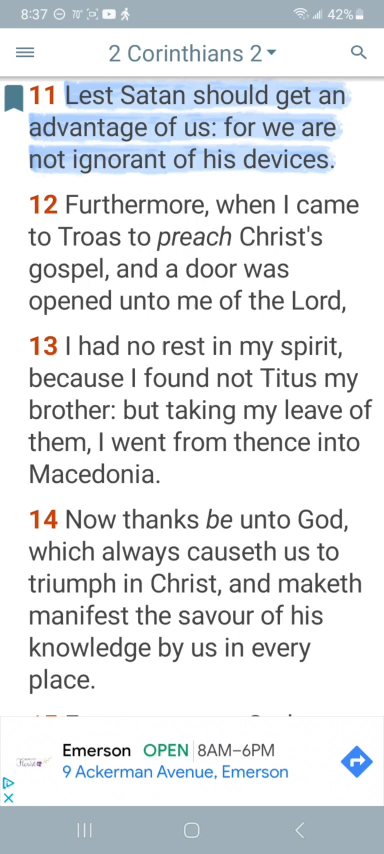 8:37 70° 42%
2 Corinthians 2
11 Lest Satan should get an
advantage of us: for we are
not ignorant of his devices.
12 Furthermore, when I came
to Troas to preach Christ's
gospel, and a door was
opened unto me of the Lord,
13 I had no rest in my spirit,
because I found not Titus my
brother: but taking my leave of
them, I went from thence into
Macedonia.
14 Now thanks be unto God,
which always causeth us to
triumph in Christ, and maketh
manifest the savour of his
knowledge by us in every
place.
Emerson OPEN 8AM–6PM
9 Ackerman Avenue, Emerson